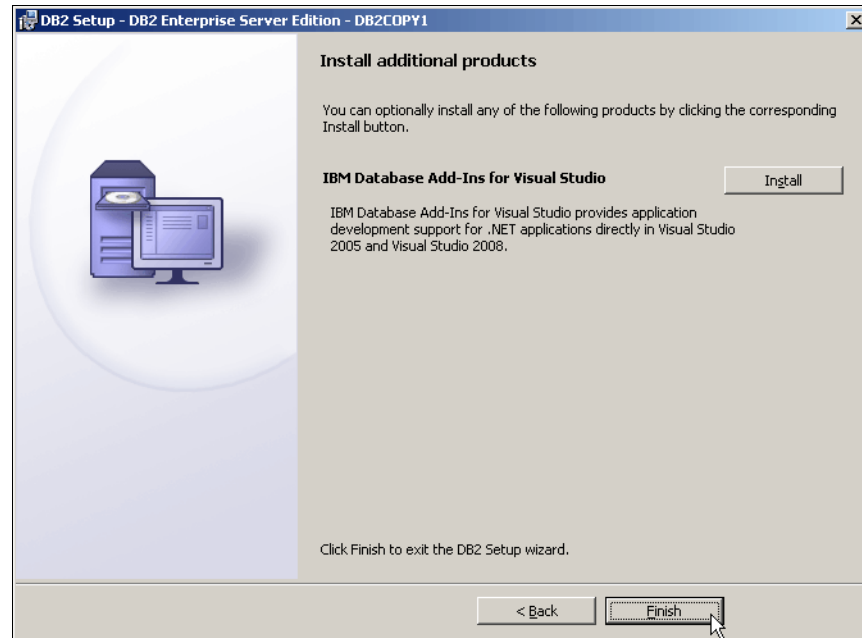 DB2 Setup - DB2 Enterprise Server Edition - DB2COPY1
Install additional products
You can optionally install any of the following products by clicking the corresponding
Install button.
IBM Database Add-Ins for Visual Studio
Install
IBM Database Add-Ins for Visual Studio provides application
development support for .NET applications directly in Visual Studio
2005 and Visual Studio 2008.
Click Finish to exit the DB2 Setup wizard.
< Back
Finish